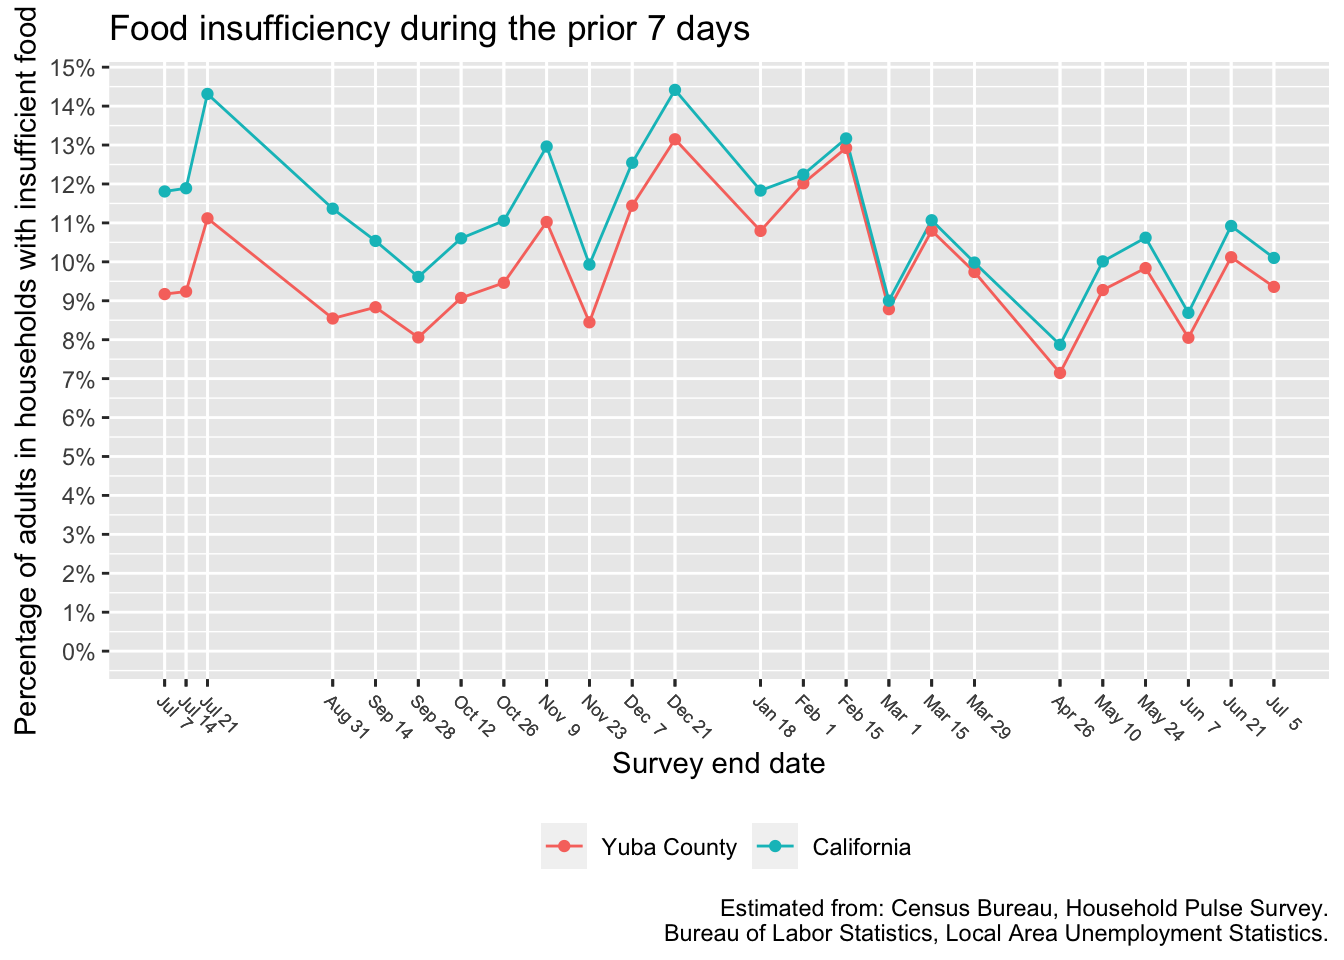 Food insufficiency during the prior 7 days
Percentage of adults in households with insufficient food
15%
14%
13%
12%
11%
10%
9%
8%
7%
6%
5%
4%
3%
2%
1%
0%
Jul 7
Jul 14
Jul 21
Aug 31
Sep 14
Sep 28
Oct 12
Oct 26
Nov 9
Nov 23
Dec 7
Dec 21
Jan 18
Feb 1
Feb 15
Mar 1
Mar 15
Mar 29
Apr 26
May 10
May 24
Jun 7
Jun 21
Jul 5
Survey end date
Yuba County
California
Estimated from: Census Bureau, Household Pulse Survey.
Bureau of Labor Statistics, Local Area Unemployment Statistics.